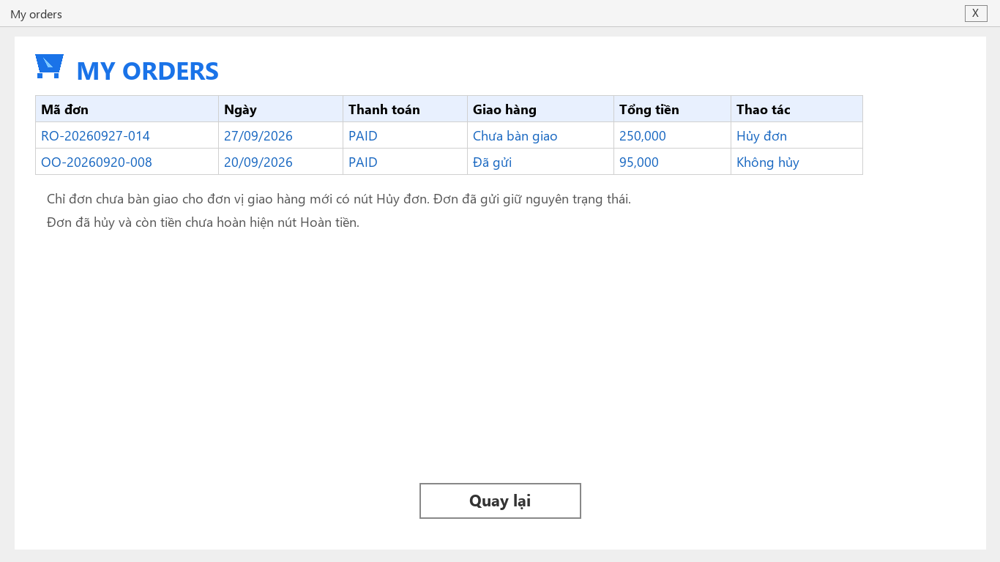 My orders X
MY ORDERS
Mã đơn Ngày Thanh toán Giao hàng Tổng tiền Thao tác
RO-20260927-014 27/09/2026 PAID Chưa bàn giao 250,000 Hủy đơn
OO-20260920-008 20/09/2026 PAID Đã gửi 95,000 Không hủy
Chỉ đơn chưa bàn giao cho đơn vị giao hàng mới có nút Hủy đơn. Đơn đã gửi giữ nguyên trạng thái.
Đơn đã hủy và còn tiền chưa hoàn hiện nút Hoàn tiền.
Quay lại